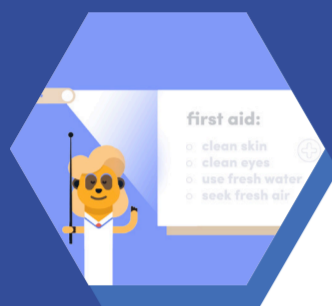 first aid:
clean skin
clean eyes
use fresh water
seek fresh air